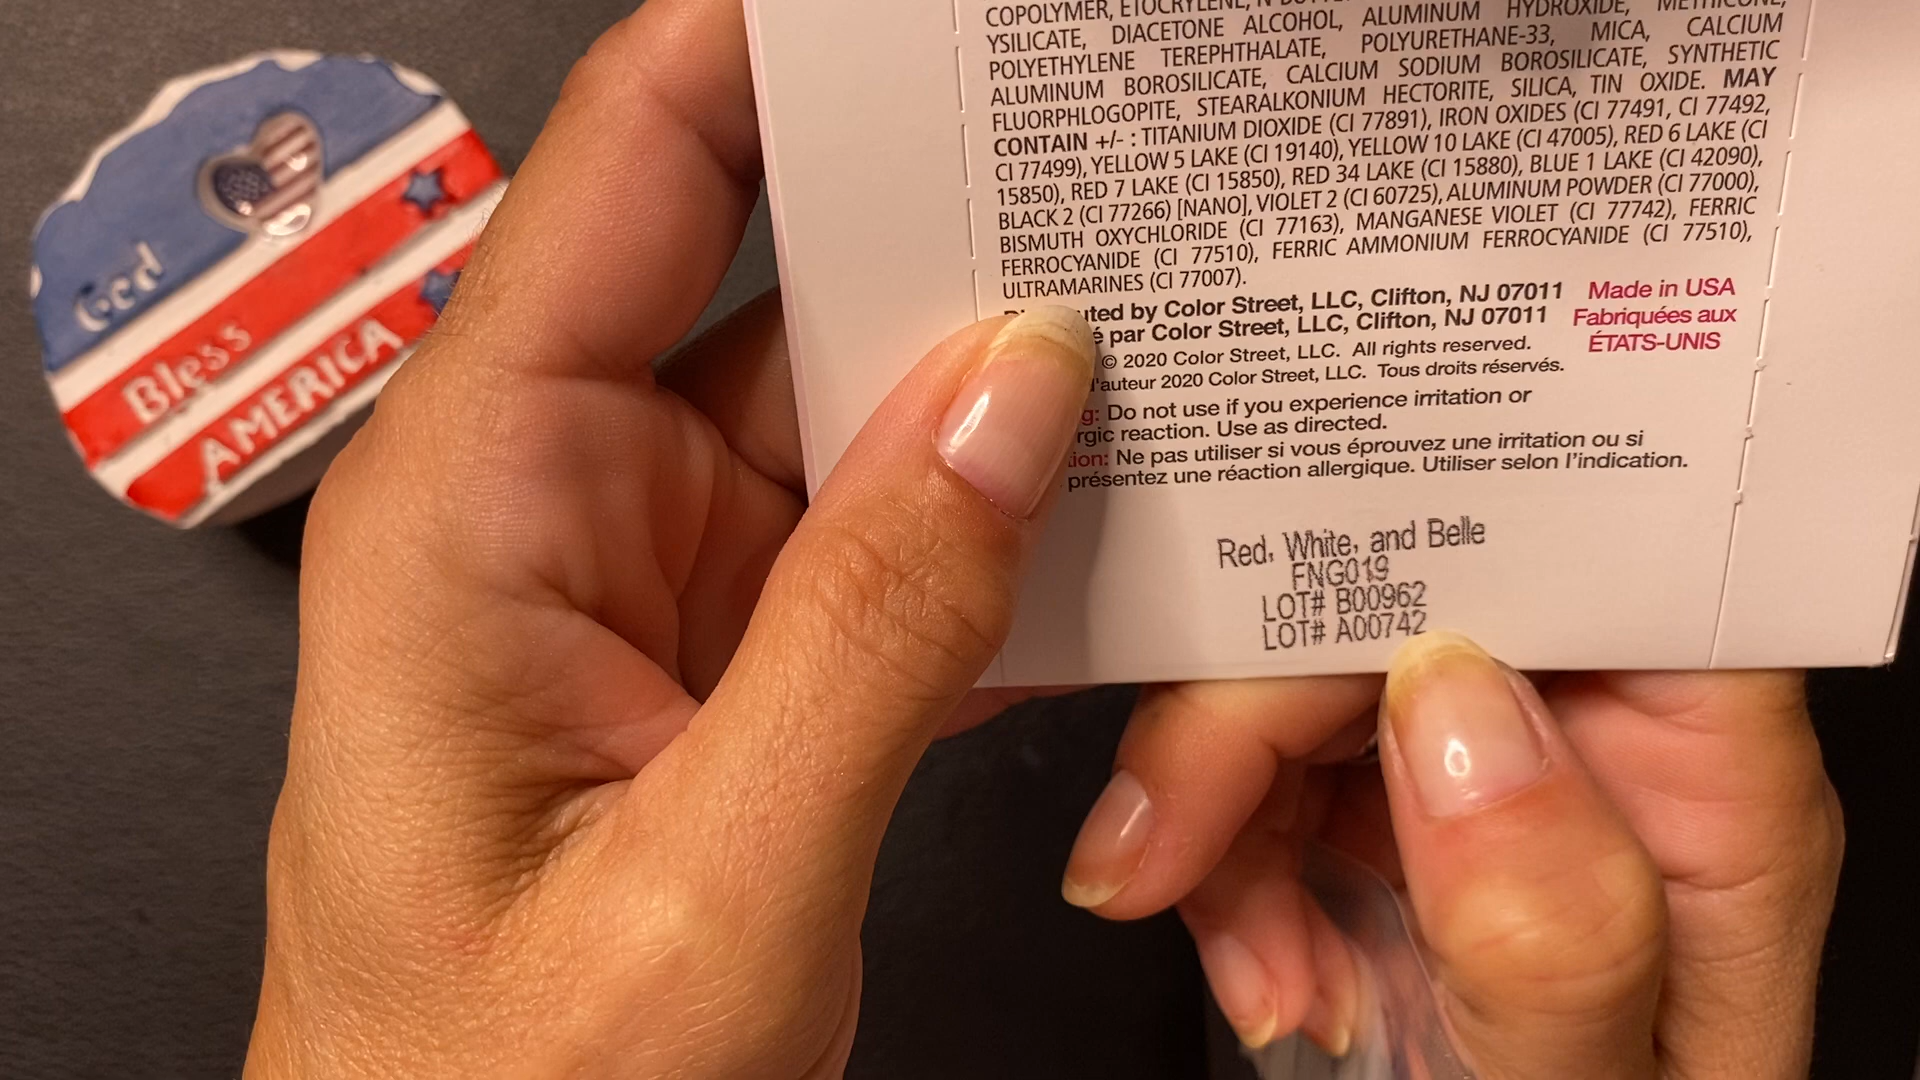 God
Bless
AMERICA
COPOLYMER, ETOCRYLENE,
YSILICATE, DIACETONE ALCOHOL, ALUMINUM HYDROXIDE, METHICONE,
POLYETHYLENE TEREPHTHALATE, POLYURETHANE-33, MICA, CALCIUM
ALUMINUM BOROSILICATE, CALCIUM SODIUM BOROSILICATE, SYNTHETIC
FLUORPHLOGOPITE, STEARALKONIUM HECTORITE, SILICA, TIN OXIDE. MAY
CONTAIN +/- : TITANIUM DIOXIDE (CI 77891), IRON OXIDES (CI 77491, CI 77492,
CI 77499), YELLOW 5 LAKE (CI 19140), YELLOW 10 LAKE (CI 47005), RED 6 LAKE (CI
15850), RED 7 LAKE (CI 15850), RED 34 LAKE (CI 15880), BLUE 1 LAKE (CI 42090),
BLACK 2 (CI 77266) [NANO], VIOLET 2 (CI 60725), ALUMINUM POWDER (CI 77000),
BISMUTH OXYCHLORIDE (CI 77163), MANGANESE VIOLET (CI 77742), FERRIC
FERROCYANIDE (CI 77510), FERRIC AMMONIUM FERROCYANIDE (CI 77510),
ULTRAMARINES (CI 77007).
uted by Color Street, LLC, Clifton, NJ 07011
é par Color Street, LLC, Clifton, NJ 07011
Made in USA
Fabriquées aux
ÉTATS-UNIS
© 2020 Color Street, LLC. All rights reserved.
l'auteur 2020 Color Street, LLC. Tous droits réservés.
g: Do not use if you experience irritation or
rgic reaction. Use as directed.
tion: Ne pas utiliser si vous éprouvez une irritation ou si
présentez une réaction allergique. Utiliser selon l'indication.
Red, White, and Belle
FNG019
LOT# B00962
LOT# A00742